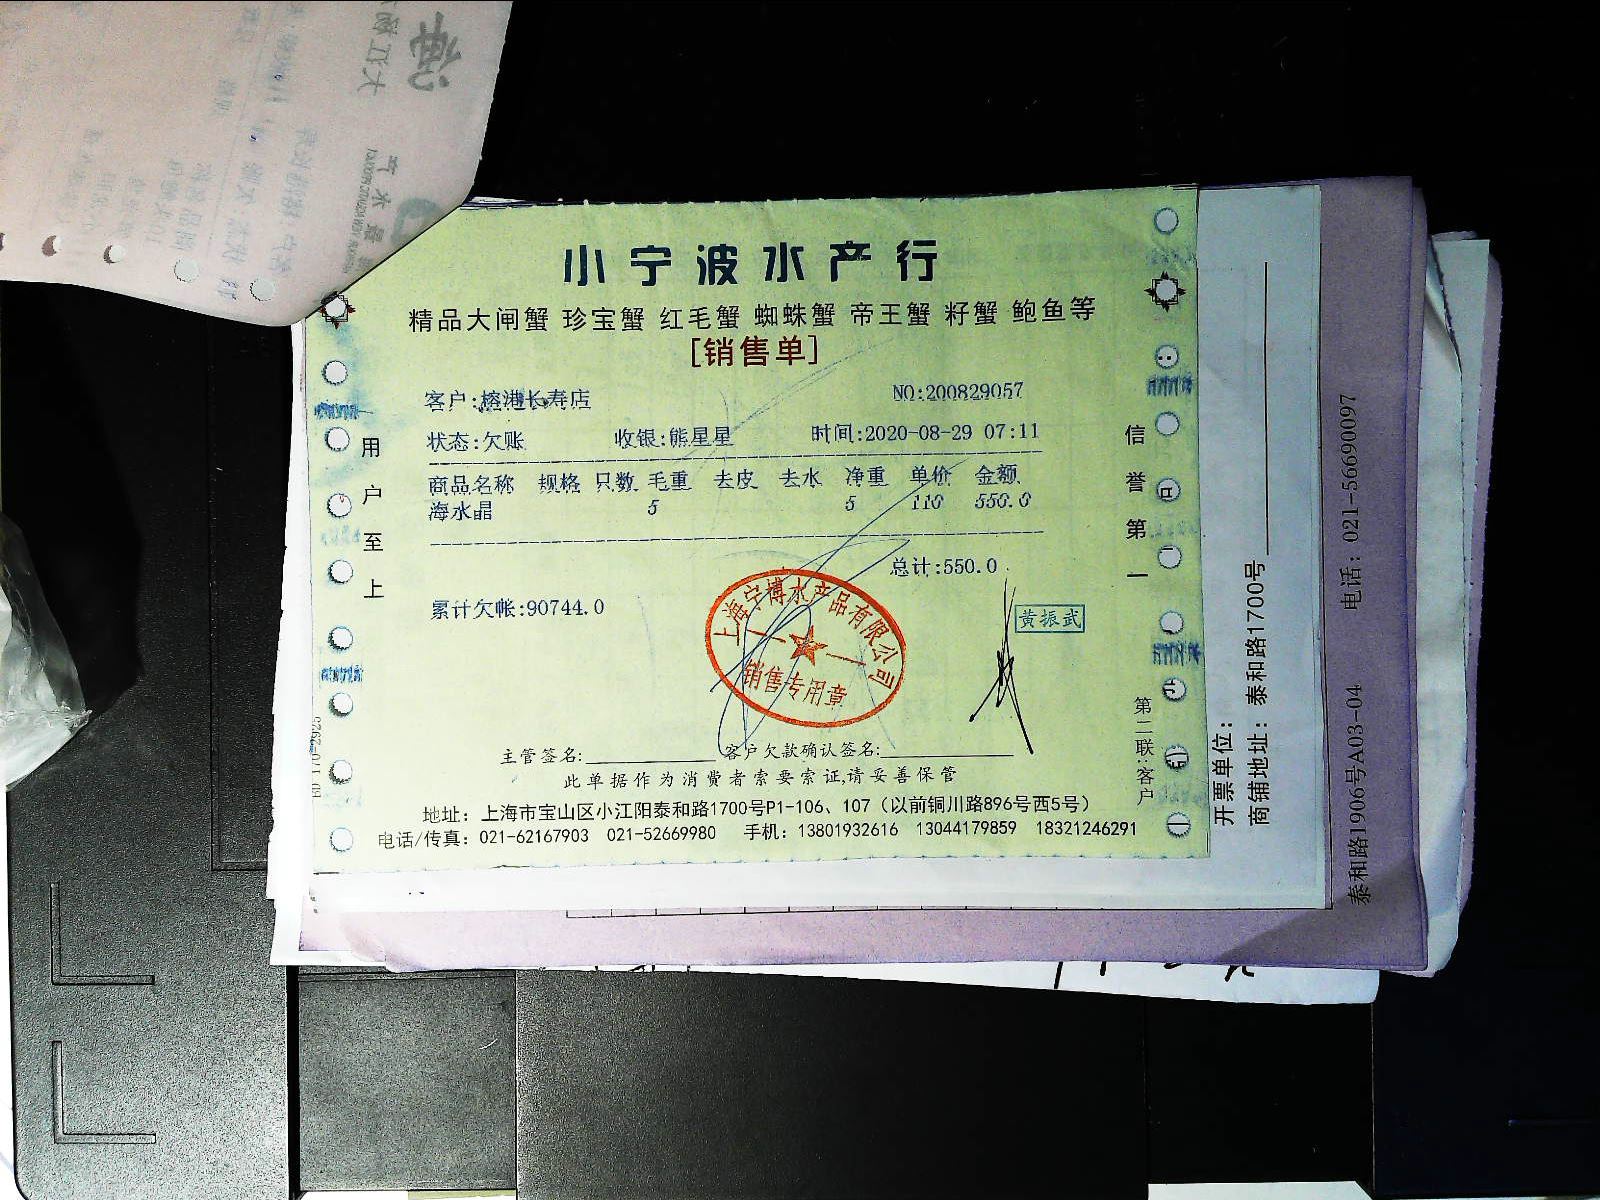 小宁波水产行
精品大闸蟹 珍宝蟹 红毛蟹 蜘蛛蟹 帝王蟹 籽蟹 鲍鱼等
[销售单]
客户:榕港长寿店 NO:200829057
状态:欠账 收银:熊星星 时间:2020-08-29 07:11
商品名称 规格 只数 毛重 去皮 去水 净重 单价 金额
海水晶 5 5 110 550.0
总计:550.0
累计欠帐:90744.0
上海宁博水产品有限公司
销售专用章
黄振武
主管签名: 客户欠款确认签名:
此单据作为消费者索要索证,请妥善保管
地址：上海市宝山区小江阳泰和路1700号P1-106、107（以前铜川路896号西5号）
电话/传真：021-62167903 021-52669980 手机：13801932616 13044179859 18321246291
用户至上
信誉第一
第二联:客户
开票单位：
商铺地址：泰和路1700号
泰和路1906号A03-04 电话：021-56690097